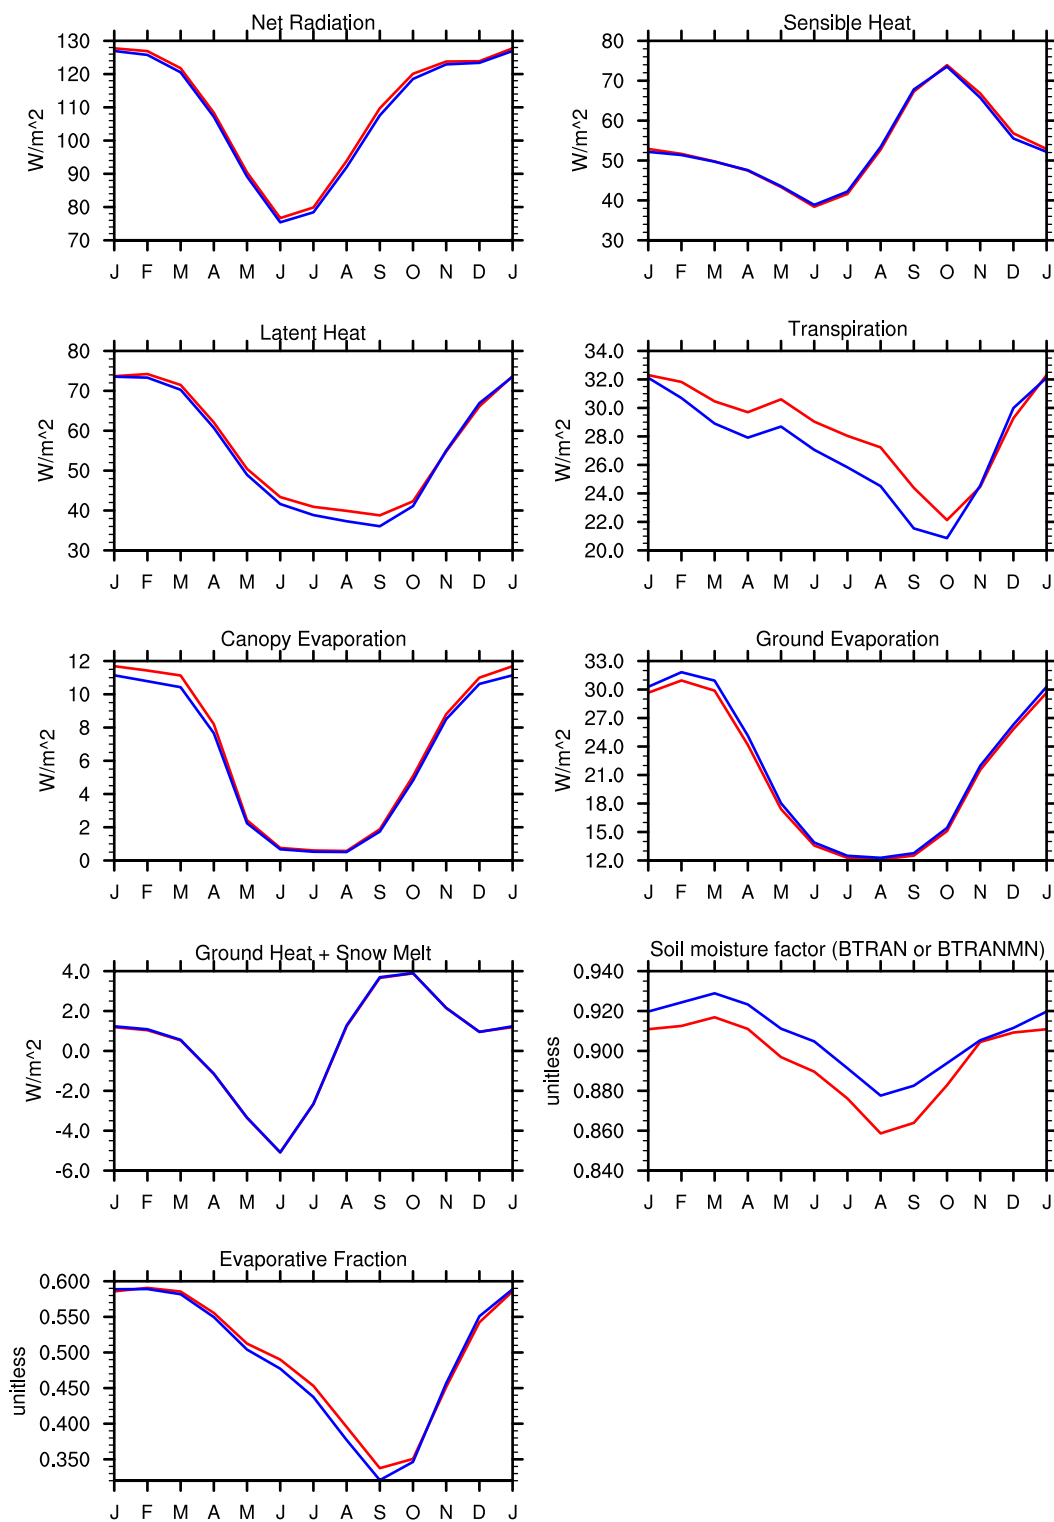 Net Radiation
W/m^2
130
120
110
100
90
80
70
J F M A M J J A S O N D J
Sensible Heat
W/m^2
80
70
60
50
40
30
J F M A M J J A S O N D J
Latent Heat
W/m^2
80
70
60
50
40
30
J F M A M J J A S O N D J
Transpiration
W/m^2
34.0
32.0
30.0
28.0
26.0
24.0
22.0
20.0
J F M A M J J A S O N D J
Canopy Evaporation
W/m^2
12
10
8
6
4
2
0
J F M A M J J A S O N D J
Ground Evaporation
W/m^2
33.0
30.0
27.0
24.0
21.0
18.0
15.0
12.0
J F M A M J J A S O N D J
Ground Heat + Snow Melt
W/m^2
4.0
2.0
0.0
-2.0
-4.0
-6.0
J F M A M J J A S O N D J
Soil moisture factor (BTRAN or BTRANMN)
unitless
0.940
0.920
0.900
0.880
0.860
0.840
J F M A M J J A S O N D J
Evaporative Fraction
unitless
0.600
0.550
0.500
0.450
0.400
0.350
J F M A M J J A S O N D J